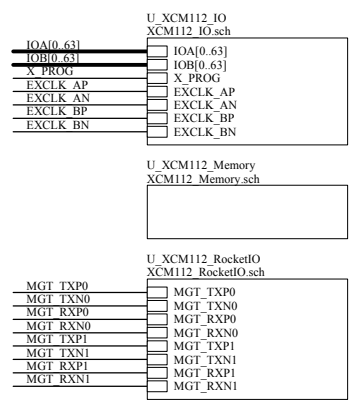 U_XCM112_IO
XCM112_IO.sch
IOA[0..63] IOA[0..63]
IOB[0..63] IOB[0..63]
X_PROG X_PROG
EXCLK_AP EXCLK_AP
EXCLK_AN EXCLK_AN
EXCLK_BP EXCLK_BP
EXCLK_BN EXCLK_BN
U_XCM112_Memory
XCM112_Memory.sch
U_XCM112_RocketIO
XCM112_RocketIO.sch
MGT_TXP0 MGT_TXP0
MGT_TXN0 MGT_TXN0
MGT_RXP0 MGT_RXP0
MGT_RXN0 MGT_RXN0
MGT_TXP1 MGT_TXP1
MGT_TXN1 MGT_TXN1
MGT_RXP1 MGT_RXP1
MGT_RXN1 MGT_RXN1